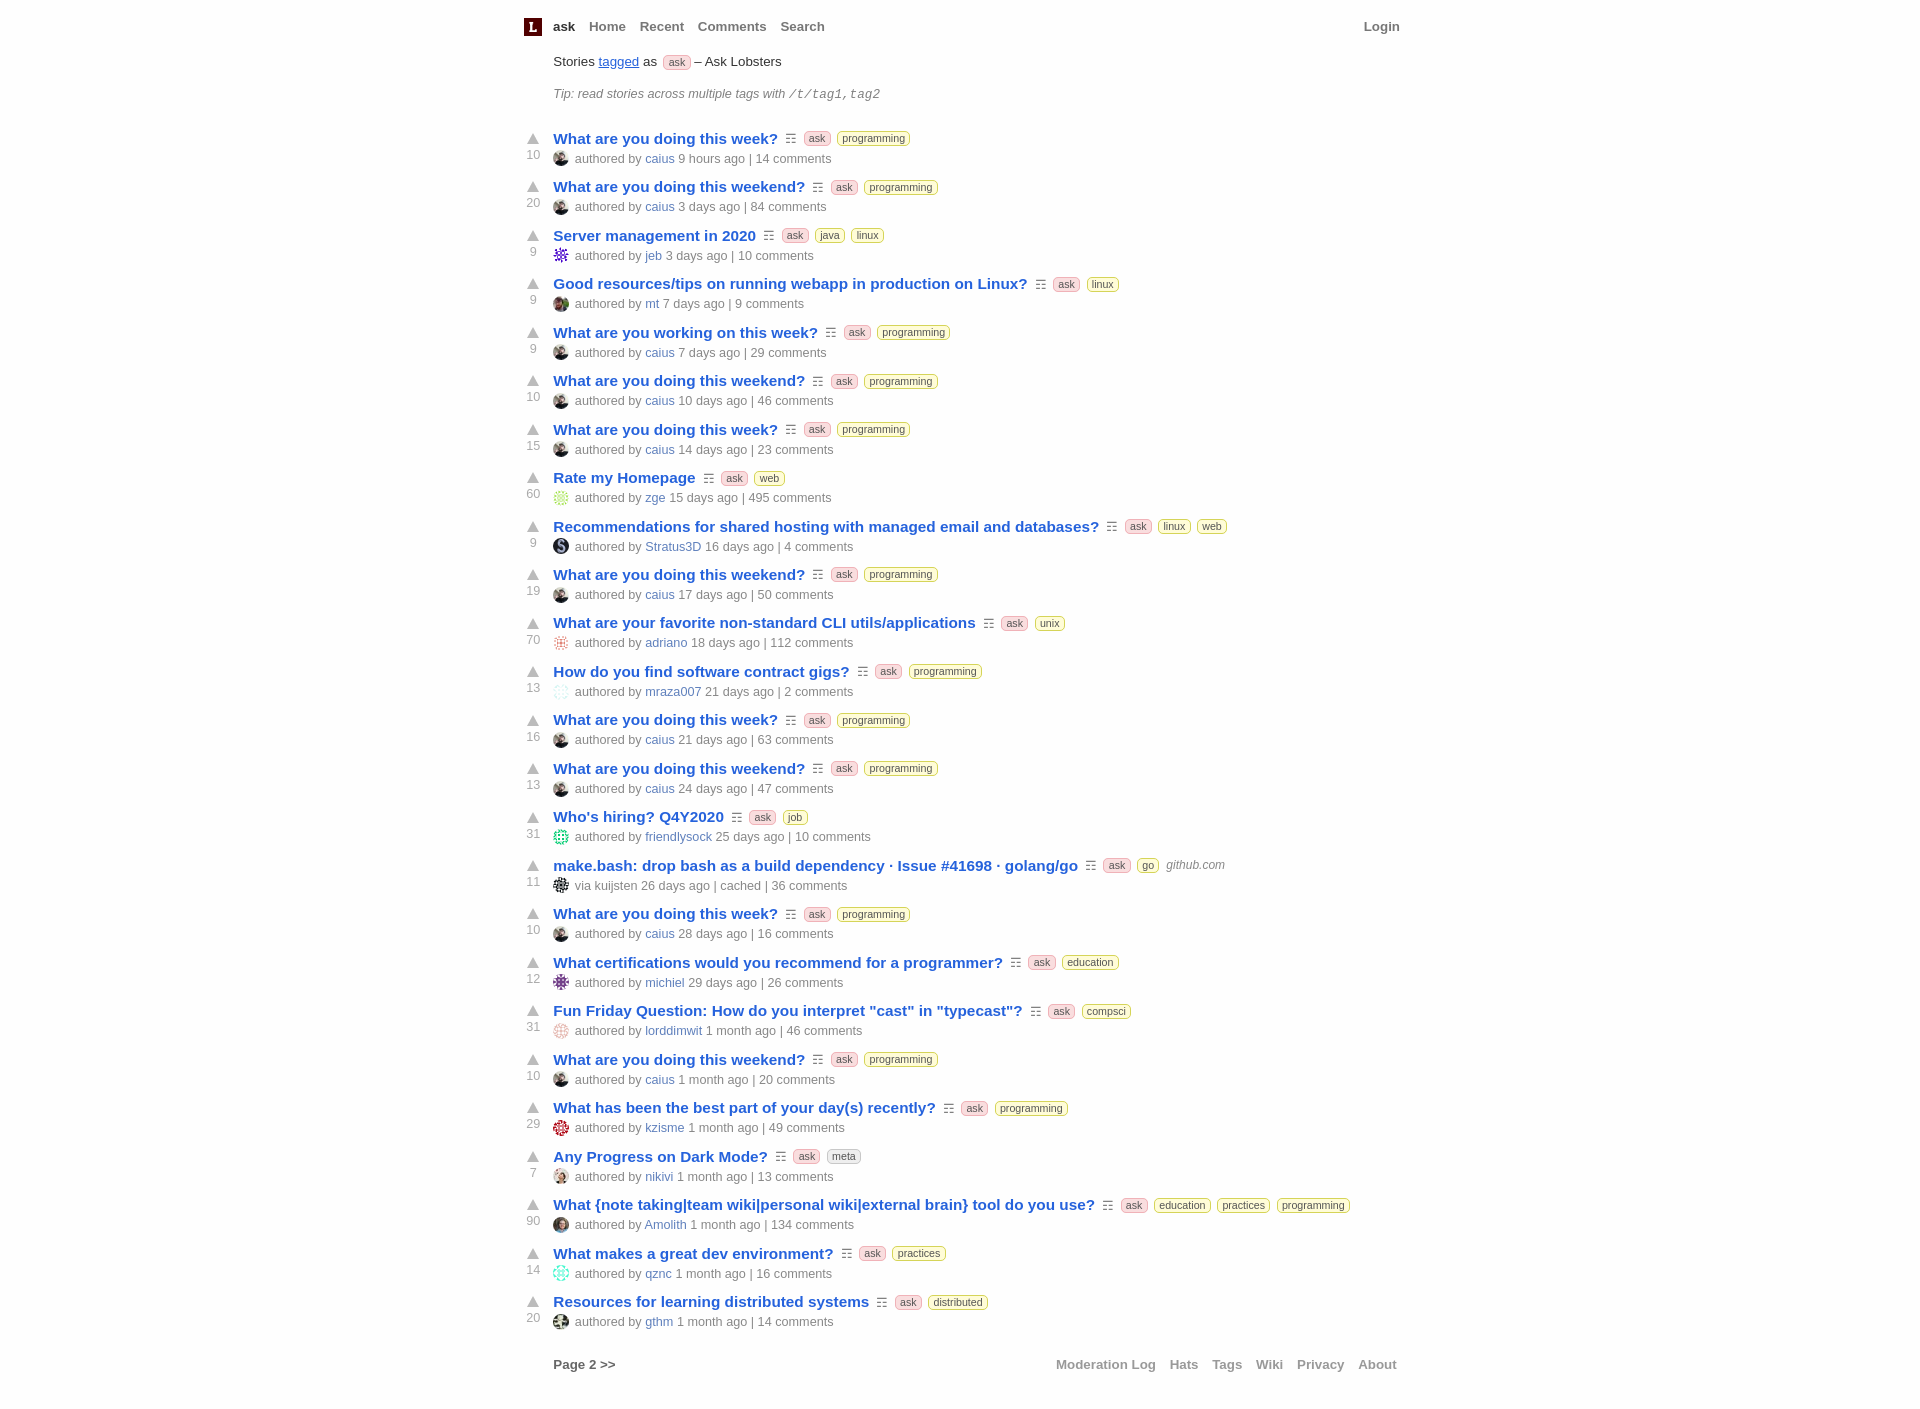 L ask Home Recent Comments Search Login
Stories tagged as ask – Ask Lobsters
Tip: read stories across multiple tags with /t/tag1,tag2
What are you doing this week? ☶ ask programming
10 authored by caius 9 hours ago | 14 comments
What are you doing this weekend? ☶ ask programming
20 authored by caius 3 days ago | 84 comments
Server management in 2020 ☶ ask java linux
9 authored by jeb 3 days ago | 10 comments
Good resources/tips on running webapp in production on Linux? ☶ ask linux
9 authored by mt 7 days ago | 9 comments
What are you working on this week? ☶ ask programming
9 authored by caius 7 days ago | 29 comments
What are you doing this weekend? ☶ ask programming
10 authored by caius 10 days ago | 46 comments
What are you doing this week? ☶ ask programming
15 authored by caius 14 days ago | 23 comments
Rate my Homepage ☶ ask web
60 authored by zge 15 days ago | 495 comments
Recommendations for shared hosting with managed email and databases? ☶ ask linux web
9 authored by Stratus3D 16 days ago | 4 comments
What are you doing this weekend? ☶ ask programming
19 authored by caius 17 days ago | 50 comments
What are your favorite non-standard CLI utils/applications ☶ ask unix
70 authored by adriano 18 days ago | 112 comments
How do you find software contract gigs? ☶ ask programming
13 authored by mraza007 21 days ago | 2 comments
What are you doing this week? ☶ ask programming
16 authored by caius 21 days ago | 63 comments
What are you doing this weekend? ☶ ask programming
13 authored by caius 24 days ago | 47 comments
Who's hiring? Q4Y2020 ☶ ask job
31 authored by friendlysock 25 days ago | 10 comments
make.bash: drop bash as a build dependency · Issue #41698 · golang/go ☶ ask go github.com
11 via kuijsten 26 days ago | cached | 36 comments
What are you doing this week? ☶ ask programming
10 authored by caius 28 days ago | 16 comments
What certifications would you recommend for a programmer? ☶ ask education
12 authored by michiel 29 days ago | 26 comments
Fun Friday Question: How do you interpret "cast" in "typecast"? ☶ ask compsci
31 authored by lorddimwit 1 month ago | 46 comments
What are you doing this weekend? ☶ ask programming
10 authored by caius 1 month ago | 20 comments
What has been the best part of your day(s) recently? ☶ ask programming
29 authored by kzisme 1 month ago | 49 comments
Any Progress on Dark Mode? ☶ ask meta
7 authored by nikivi 1 month ago | 13 comments
What {note taking|team wiki|personal wiki|external brain} tool do you use? ☶ ask education practices programming
90 authored by Amolith 1 month ago | 134 comments
What makes a great dev environment? ☶ ask practices
14 authored by qznc 1 month ago | 16 comments
Resources for learning distributed systems ☶ ask distributed
20 authored by gthm 1 month ago | 14 comments
Page 2 >> Moderation Log Hats Tags Wiki Privacy About